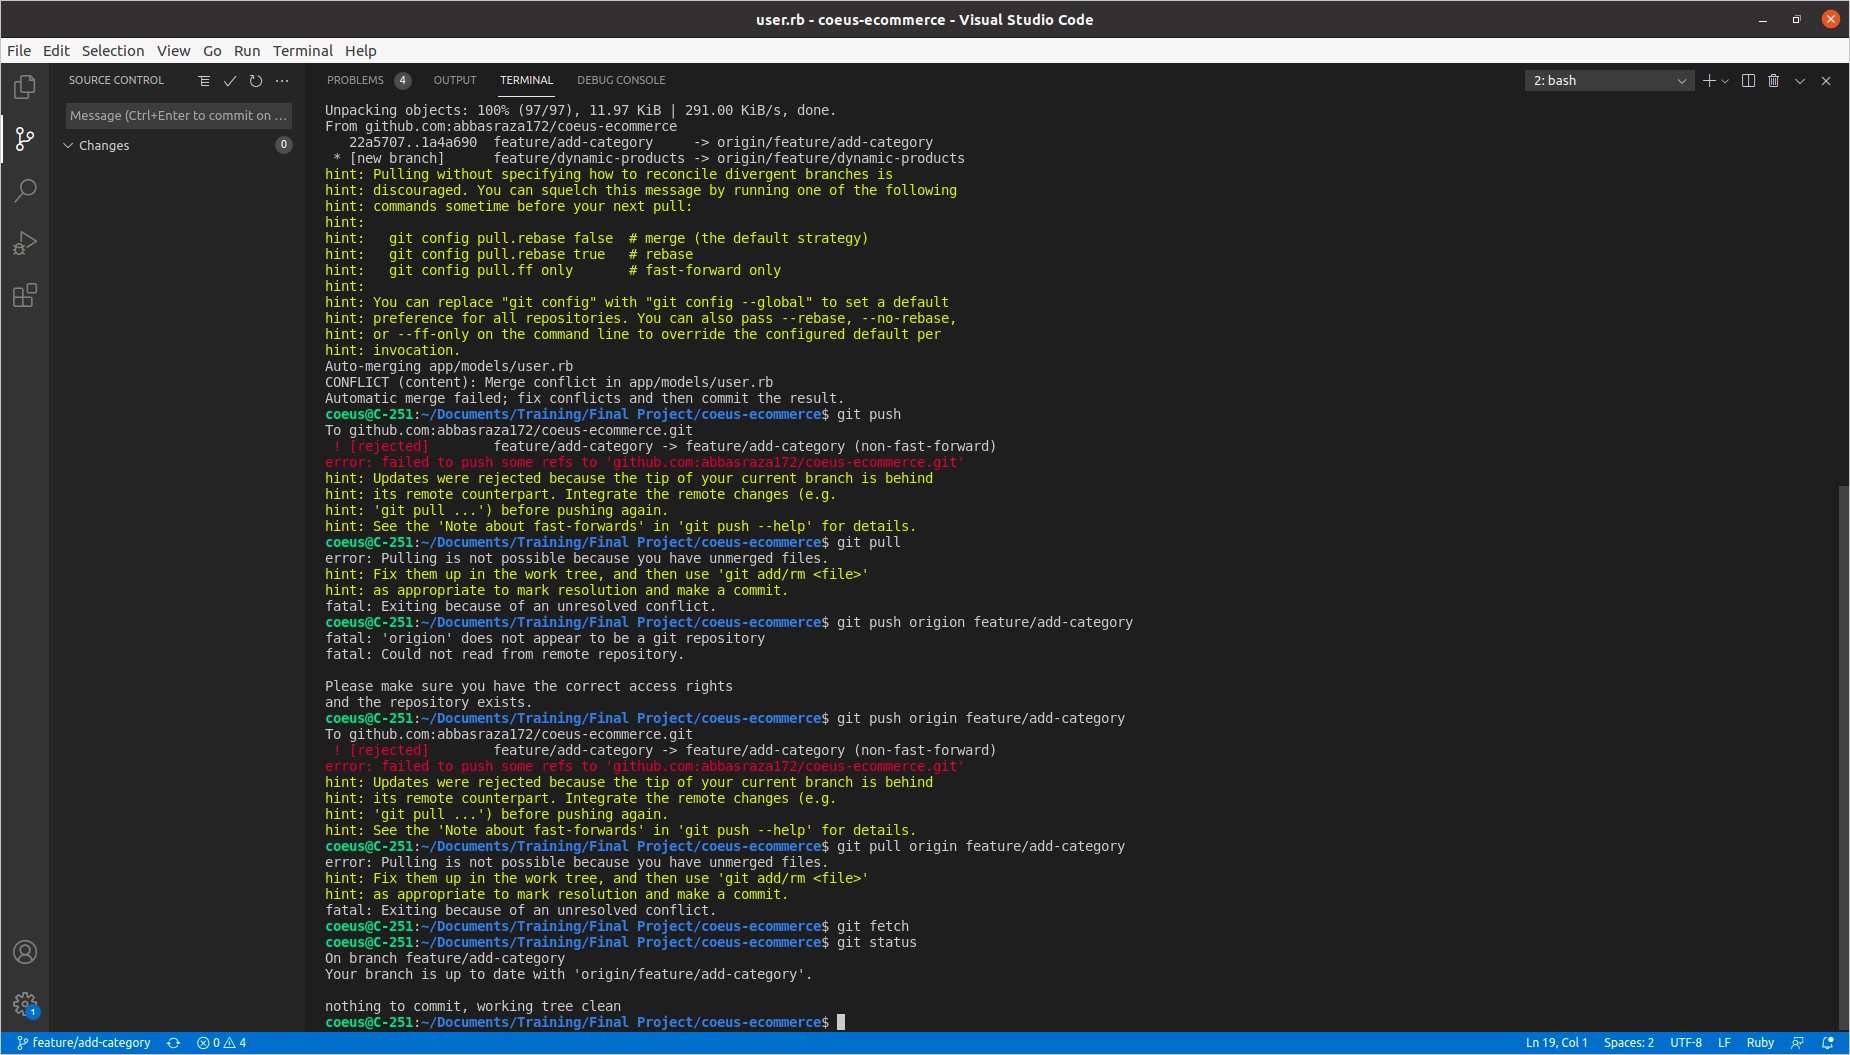 user.rb - coeus-ecommerce - Visual Studio Code
File Edit Selection View Go Run Terminal Help
SOURCE CONTROL
Message (Ctrl+Enter to commit on …
Changes 0
PROBLEMS 4 OUTPUT TERMINAL DEBUG CONSOLE
2: bash
Unpacking objects: 100% (97/97), 11.97 KiB | 291.00 KiB/s, done.
From github.com:abbasraza172/coeus-ecommerce
   22a5707..1a4a690  feature/add-category     -> origin/feature/add-category
 * [new branch]      feature/dynamic-products -> origin/feature/dynamic-products
hint: Pulling without specifying how to reconcile divergent branches is
hint: discouraged. You can squelch this message by running one of the following
hint: commands sometime before your next pull:
hint:
hint:   git config pull.rebase false  # merge (the default strategy)
hint:   git config pull.rebase true   # rebase
hint:   git config pull.ff only       # fast-forward only
hint:
hint: You can replace "git config" with "git config --global" to set a default
hint: preference for all repositories. You can also pass --rebase, --no-rebase,
hint: or --ff-only on the command line to override the configured default per
hint: invocation.
Auto-merging app/models/user.rb
CONFLICT (content): Merge conflict in app/models/user.rb
Automatic merge failed; fix conflicts and then commit the result.
coeus@C-251:~/Documents/Training/Final Project/coeus-ecommerce$ git push
To github.com:abbasraza172/coeus-ecommerce.git
 ! [rejected]        feature/add-category -> feature/add-category (non-fast-forward)
error: failed to push some refs to 'github.com:abbasraza172/coeus-ecommerce.git'
hint: Updates were rejected because the tip of your current branch is behind
hint: its remote counterpart. Integrate the remote changes (e.g.
hint: 'git pull ...') before pushing again.
hint: See the 'Note about fast-forwards' in 'git push --help' for details.
coeus@C-251:~/Documents/Training/Final Project/coeus-ecommerce$ git pull
error: Pulling is not possible because you have unmerged files.
hint: Fix them up in the work tree, and then use 'git add/rm <file>'
hint: as appropriate to mark resolution and make a commit.
fatal: Exiting because of an unresolved conflict.
coeus@C-251:~/Documents/Training/Final Project/coeus-ecommerce$ git push origion feature/add-category
fatal: 'origion' does not appear to be a git repository
fatal: Could not read from remote repository.

Please make sure you have the correct access rights
and the repository exists.
coeus@C-251:~/Documents/Training/Final Project/coeus-ecommerce$ git push origin feature/add-category
To github.com:abbasraza172/coeus-ecommerce.git
 ! [rejected]        feature/add-category -> feature/add-category (non-fast-forward)
error: failed to push some refs to 'github.com:abbasraza172/coeus-ecommerce.git'
hint: Updates were rejected because the tip of your current branch is behind
hint: its remote counterpart. Integrate the remote changes (e.g.
hint: 'git pull ...') before pushing again.
hint: See the 'Note about fast-forwards' in 'git push --help' for details.
coeus@C-251:~/Documents/Training/Final Project/coeus-ecommerce$ git pull origin feature/add-category
error: Pulling is not possible because you have unmerged files.
hint: Fix them up in the work tree, and then use 'git add/rm <file>'
hint: as appropriate to mark resolution and make a commit.
fatal: Exiting because of an unresolved conflict.
coeus@C-251:~/Documents/Training/Final Project/coeus-ecommerce$ git fetch
coeus@C-251:~/Documents/Training/Final Project/coeus-ecommerce$ git status
On branch feature/add-category
Your branch is up to date with 'origin/feature/add-category'.

nothing to commit, working tree clean
coeus@C-251:~/Documents/Training/Final Project/coeus-ecommerce$
1
feature/add-category 0 4 Ln 19, Col 1 Spaces: 2 UTF-8 LF Ruby